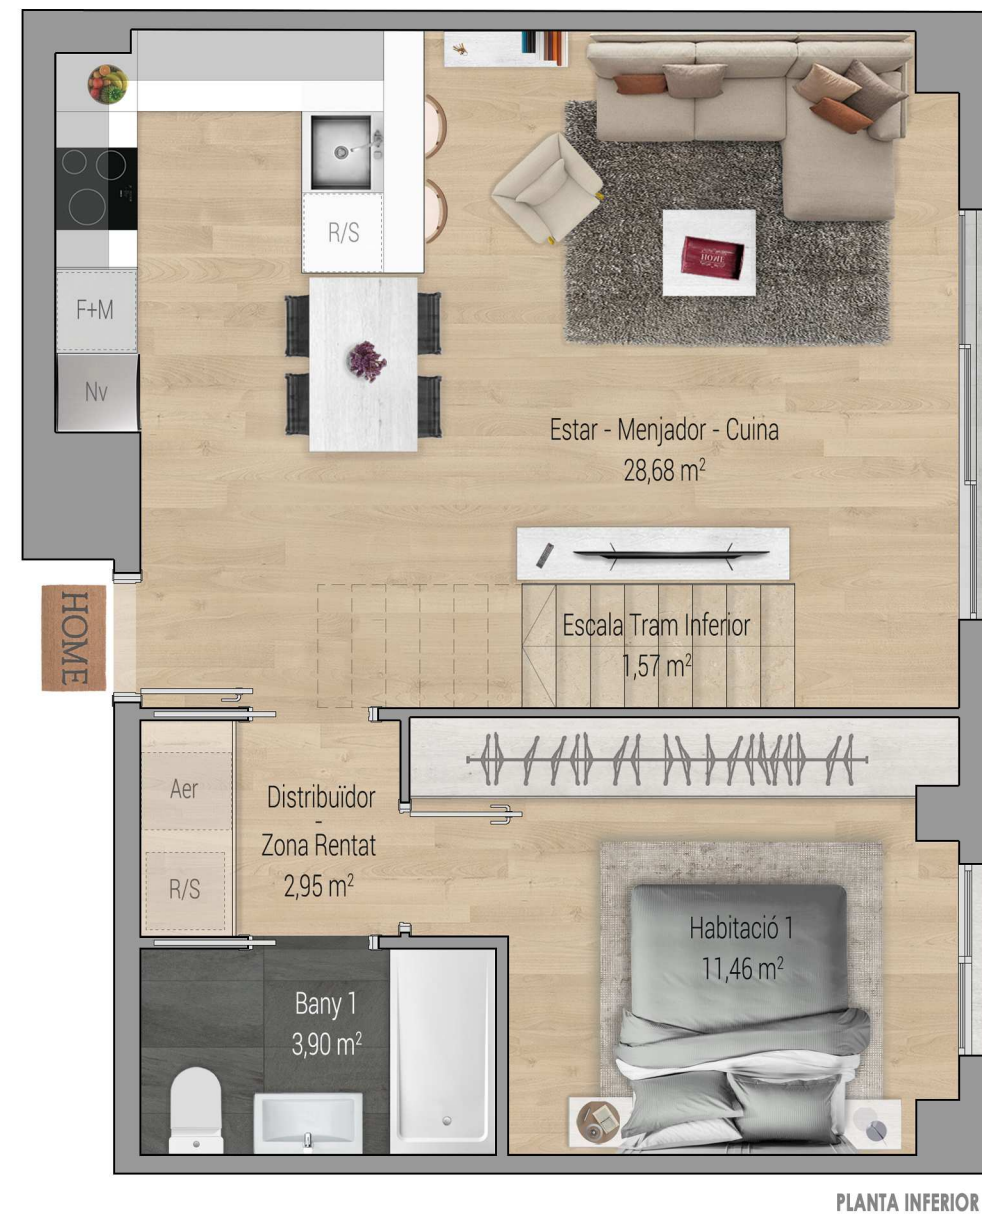 R/S
F+M
Nv
HOME
Estar - Menjador - Cuina
28,68 m²
HOME
Escala Tram Inferior
1,57 m²
Aer
Distribuïdor
-
Zona Rentat
2,95 m²
R/S
Habitació 1
11,46 m²
Bany 1
3,90 m²
PLANTA INFERIOR